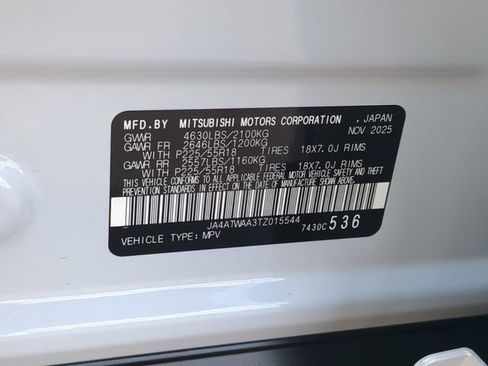 MFD.BY MITSUBISHI MOTORS CORPORATION . JAPAN
GVWR 4630LBS/2100KG NOV 2025
GAWR FR 2646LBS/1200KG
WITH P225/55R18 TIRES 18X7.0J RIMS
GAWR RR 2557LBS/1160KG
WITH P225/55R18 TIRES 18X7.0J RIMS
THIS VEHICLE CONFORMS TO ALL APPLICABLE FEDERAL MOTOR VEHICLE SAFETY AND THEFT
PREVENTION STANDARDS IN EFFECT ON THE DATE OF MANUFACTURE SHOWN ABOVE.
JA4ATWAA3TZ015544 7430C 536
VEHICLE TYPE: MPV